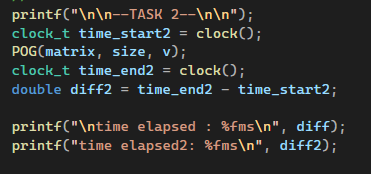 printf("\n\n--TASK 2--\n\n");
clock_t time_start2 = clock();
POG(matrix, size, v);
clock_t time_end2 = clock();
double diff2 = time_end2 - time_start2;
printf("\ntime elapsed : %fms\n", diff);
printf("time elapsed2: %fms\n", diff2);